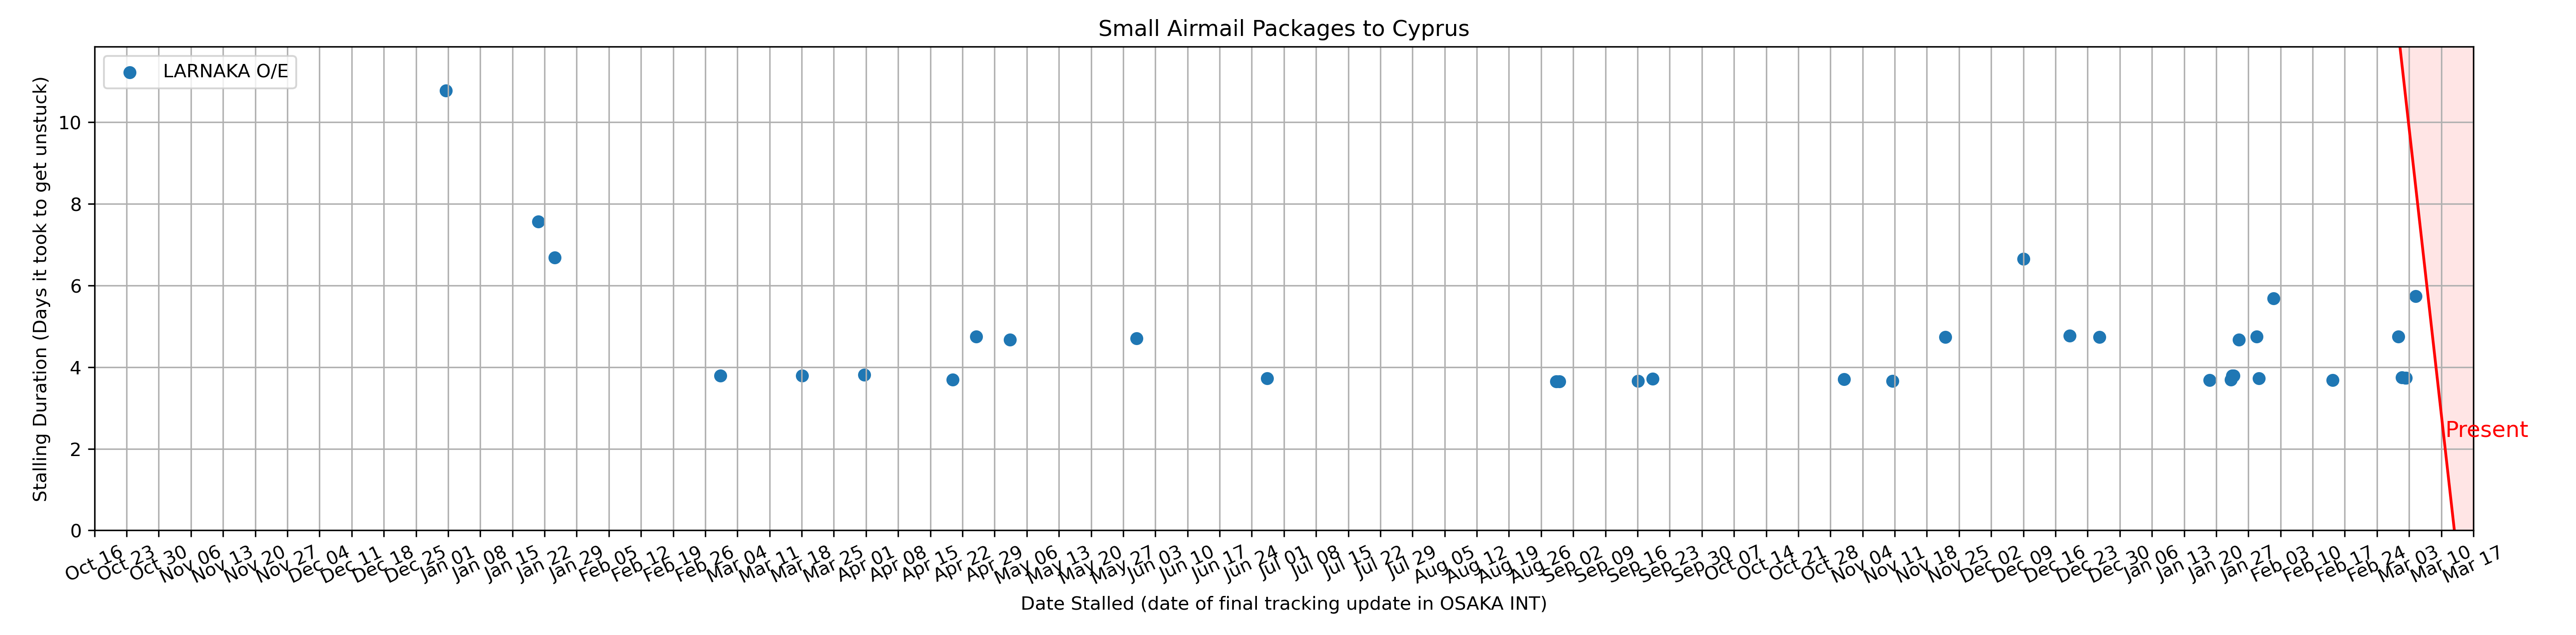 Small Airmail Packages to Cyprus
LARNAKA O/E
Stalling Duration (Days it took to get unstuck)
10
8
6
4
2
0
Present
Oct 16
Oct 23
Oct 30
Nov 06
Nov 13
Nov 20
Nov 27
Dec 04
Dec 11
Dec 18
Dec 25
Jan 01
Jan 08
Jan 15
Jan 22
Jan 29
Feb 05
Feb 12
Feb 19
Feb 26
Mar 04
Mar 11
Mar 18
Mar 25
Apr 01
Apr 08
Apr 15
Apr 22
Apr 29
May 06
May 13
May 20
May 27
Jun 03
Jun 10
Jun 17
Jun 24
Jul 01
Jul 08
Jul 15
Jul 22
Jul 29
Aug 05
Aug 12
Aug 19
Aug 26
Sep 02
Sep 09
Sep 16
Sep 23
Sep 30
Oct 07
Oct 14
Oct 21
Oct 28
Nov 04
Nov 11
Nov 18
Nov 25
Dec 02
Dec 09
Dec 16
Dec 23
Dec 30
Jan 06
Jan 13
Jan 20
Jan 27
Feb 03
Feb 10
Feb 17
Feb 24
Mar 03
Mar 10
Mar 17
Date Stalled (date of final tracking update in OSAKA INT)